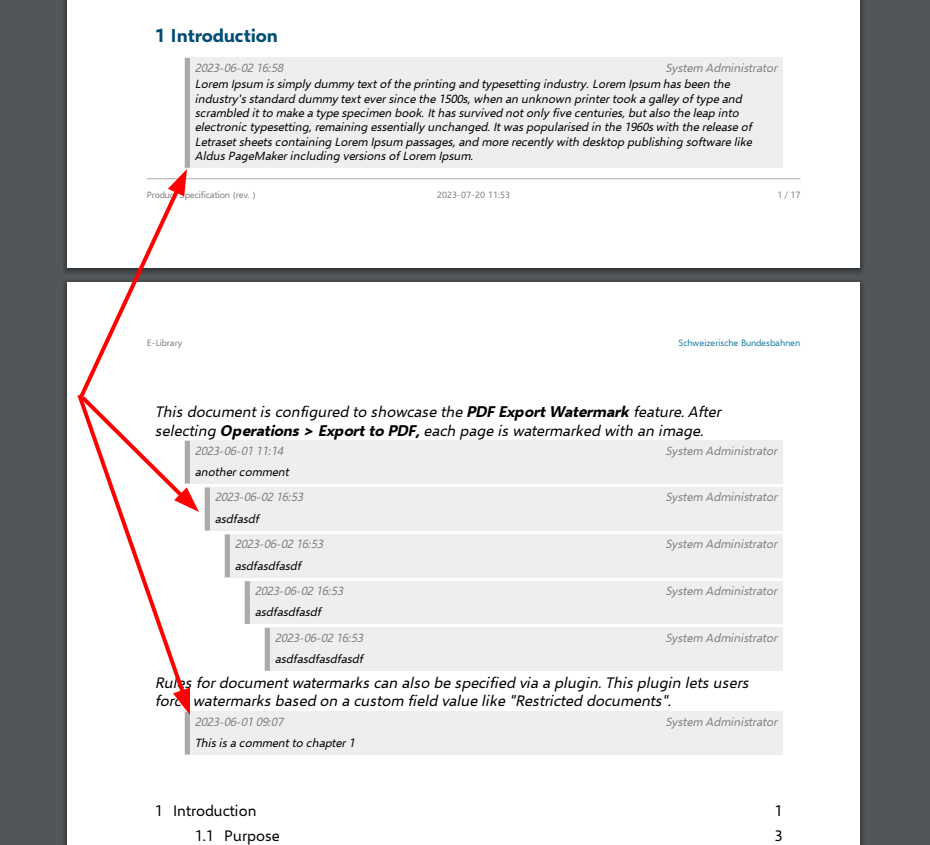 1 Introduction
2023-06-02 16:58 System Administrator
Lorem Ipsum is simply dummy text of the printing and typesetting industry. Lorem Ipsum has been the
industry's standard dummy text ever since the 1500s, when an unknown printer took a galley of type and
scrambled it to make a type specimen book. It has survived not only five centuries, but also the leap into
electronic typesetting, remaining essentially unchanged. It was popularised in the 1960s with the release of
Letraset sheets containing Lorem Ipsum passages, and more recently with desktop publishing software like
Aldus PageMaker including versions of Lorem Ipsum.
Product Specification (rev. ) 2023-07-20 11:53 1 / 17
E-Library Schweizerische Bundesbahnen
This document is configured to showcase the PDF Export Watermark feature. After
selecting Operations > Export to PDF, each page is watermarked with an image.
2023-06-01 11:14 System Administrator
another comment
2023-06-02 16:53 System Administrator
asdfasdf
2023-06-02 16:53 System Administrator
asdfasdfasdf
2023-06-02 16:53 System Administrator
asdfasdfasdf
2023-06-02 16:53 System Administrator
asdfasdfasdfasdf
Rules for document watermarks can also be specified via a plugin. This plugin lets users
force watermarks based on a custom field value like "Restricted documents".
2023-06-01 09:07 System Administrator
This is a comment to chapter 1
1 Introduction 1
1.1 Purpose 3